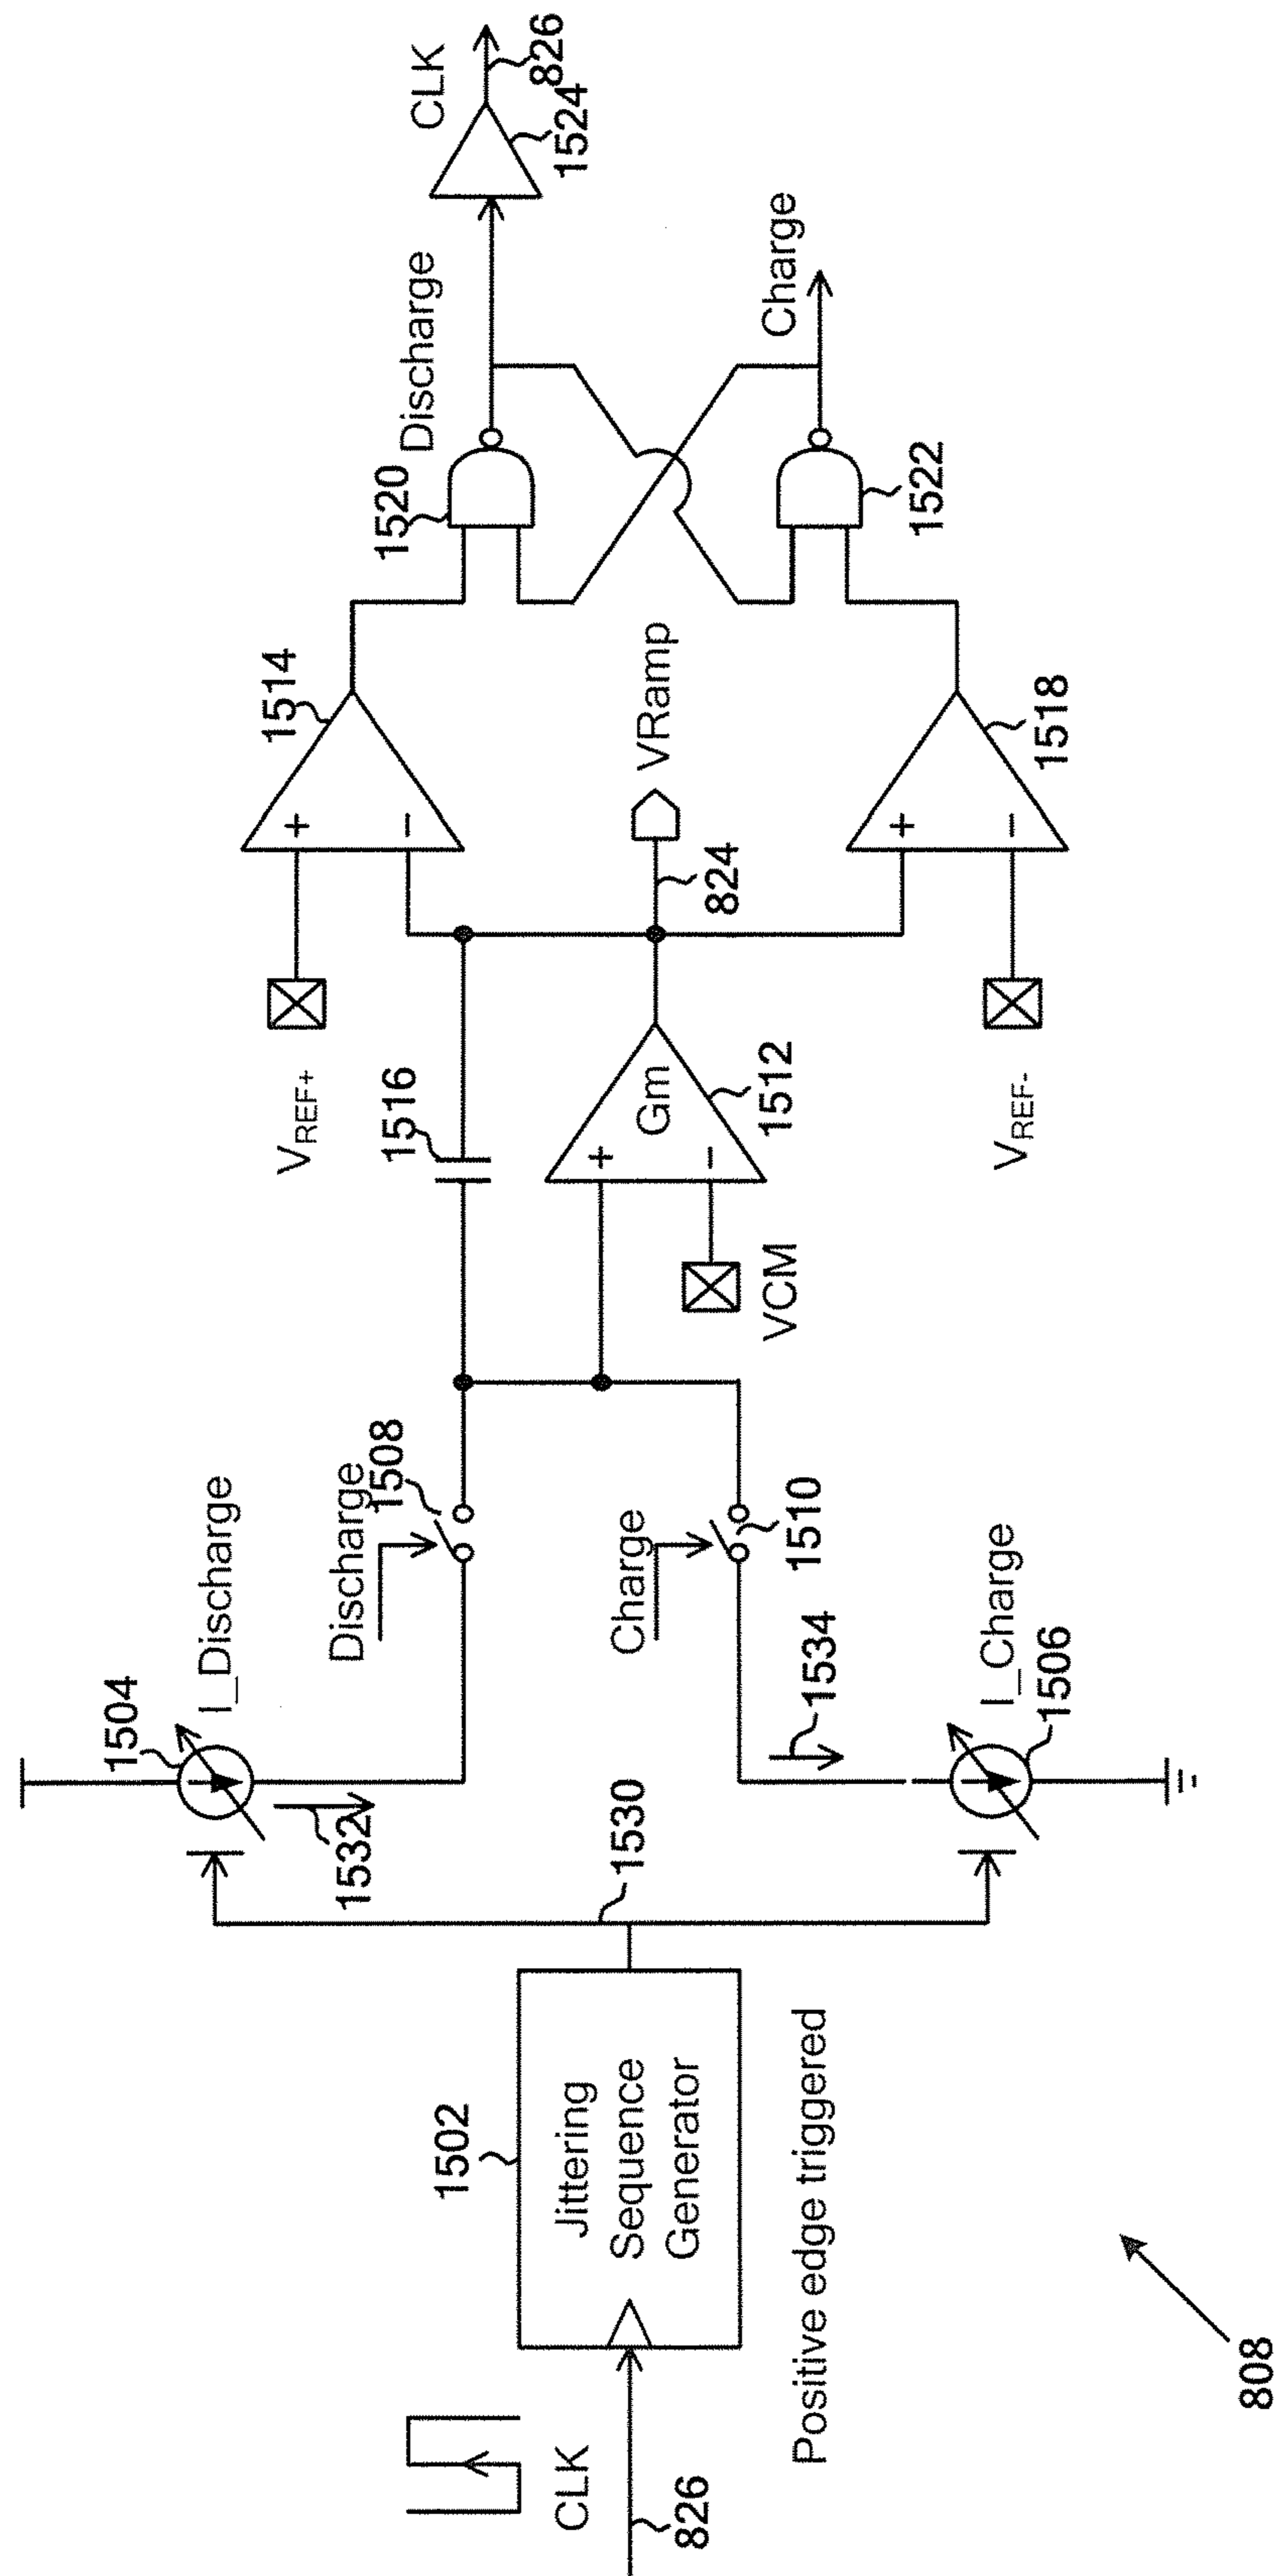 CLK
826
1502
Jittering
Sequence
Generator
Positive edge triggered
1530
1504
I_Discharge
1532
Discharge
1508
Charge
1510
1534
I_Charge
1506
1516
+
-
Gm
1512
VCM
VREF+
+
-
1514
824
VRamp
VREF-
+
-
1518
1520
Discharge
1522
Charge
CLK
826
1524
808